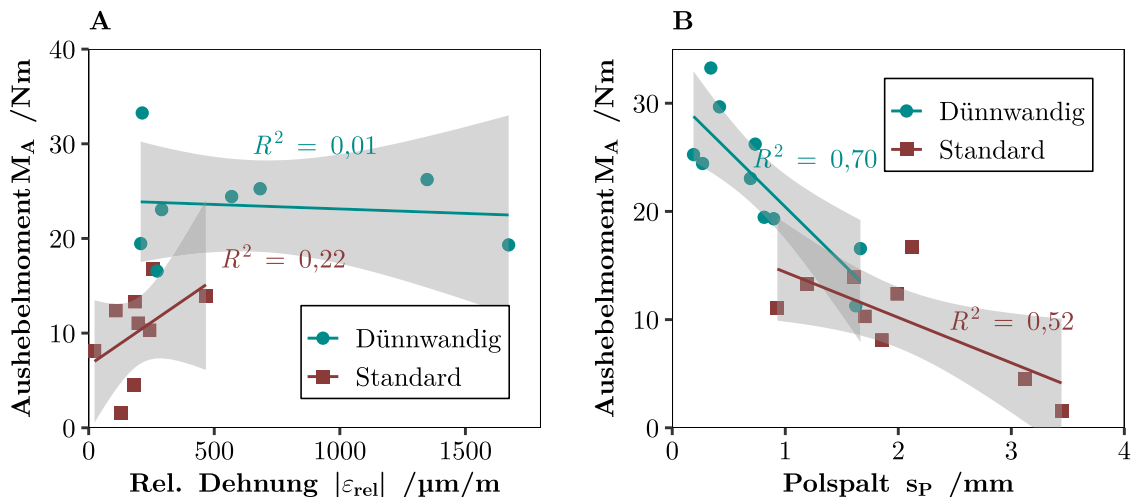 A
Aushebelmoment M_A /Nm
40
30
20
10
0
R² = 0,01
R² = 0,22
Dünnwandig
Standard
0 500 1000 1500
Rel. Dehnung |ε_rel| /µm/m
B
Aushebelmoment M_A /Nm
30
20
10
0
Dünnwandig
Standard
R² = 0,70
R² = 0,52
0 1 2 3 4
Polspalt s_P /mm